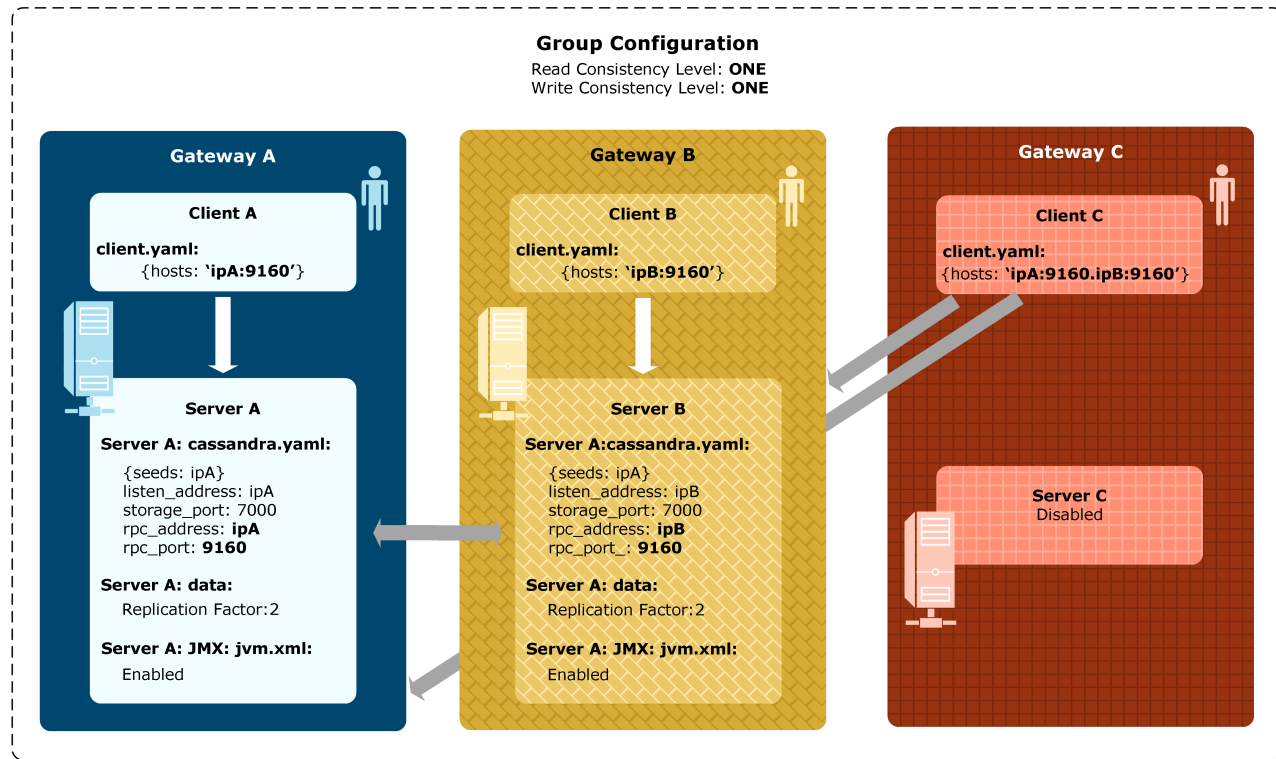 Group Configuration
Read Consistency Level: ONE
Write Consistency Level: ONE
Gateway A
Client A
client.yaml:
{hosts: ‘ipA:9160’}
Server A
Server A: cassandra.yaml:
{seeds: ipA}
listen_address: ipA
storage_port: 7000
rpc_address: ipA
rpc_port: 9160
Server A: data:
Replication Factor:2
Server A: JMX: jvm.xml:
Enabled
Gateway B
Client B
client.yaml:
{hosts: ‘ipB:9160’}
Server B
Server A:cassandra.yaml:
{seeds: ipA}
listen_address: ipB
storage_port: 7000
rpc_address: ipB
rpc_port_: 9160
Server A: data:
Replication Factor:2
Server A: JMX: jvm.xml:
Enabled
Gateway C
Client C
client.yaml:
{hosts: ‘ipA:9160.ipB:9160’}
Server C
Disabled